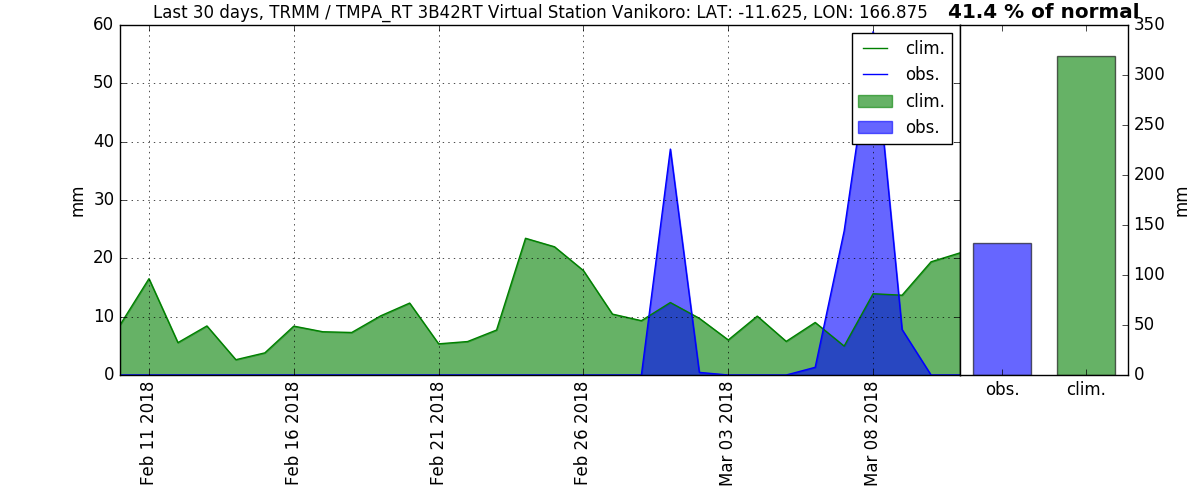 Last 30 days, TRMM / TMPA_RT 3B42RT Virtual Station Vanikoro: LAT: -11.625, LON: 166.875
41.4 % of normal
60
50
40
30
20
10
0
mm
clim.
obs.
clim.
obs.
Feb 11 2018
Feb 16 2018
Feb 21 2018
Feb 26 2018
Mar 03 2018
Mar 08 2018
350
300
250
200
150
100
50
0
mm
obs. clim.